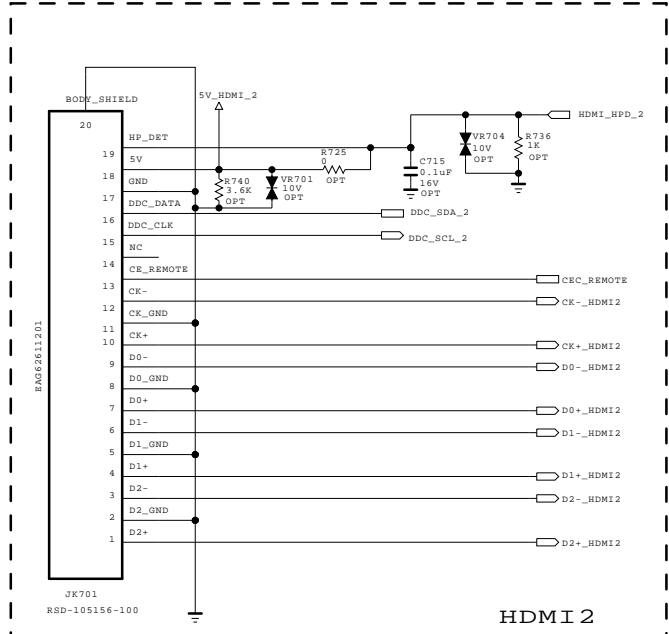 BODY_SHIELD
20
5V_HDMI_2
HDMI_HPD_2
HP_DET
19
5V
18
GND
17
DDC_DATA
16
DDC_CLK
15
NC
14
CE_REMOTE
13
CK-
12
CK_GND
11
10
CK+
D0-
9
D0_GND
8
D0+
7
D1-
6
D1_GND
5
D1+
4
D2-
3
D2_GND
2
D2+
1
R740
3.6K
OPT
VR701
10V
OPT
R725
0
OPT
C715
0.1uF
16V
OPT
VR704
10V
OPT
R736
1K
OPT
DDC_SDA_2
DDC_SCL_2
CEC_REMOTE
CK-_HDMI2
CK+_HDMI2
D0-_HDMI2
D0+_HDMI2
D1-_HDMI2
D1+_HDMI2
D2-_HDMI2
D2+_HDMI2
EAG62611201
JK701
RSD-105156-100
HDMI2